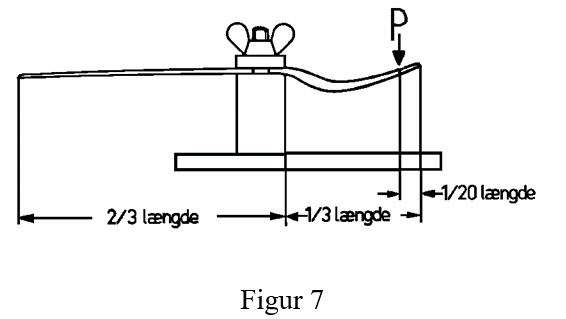 P
1/20 længde
2/3 længde
1/3 længde
Figur 7